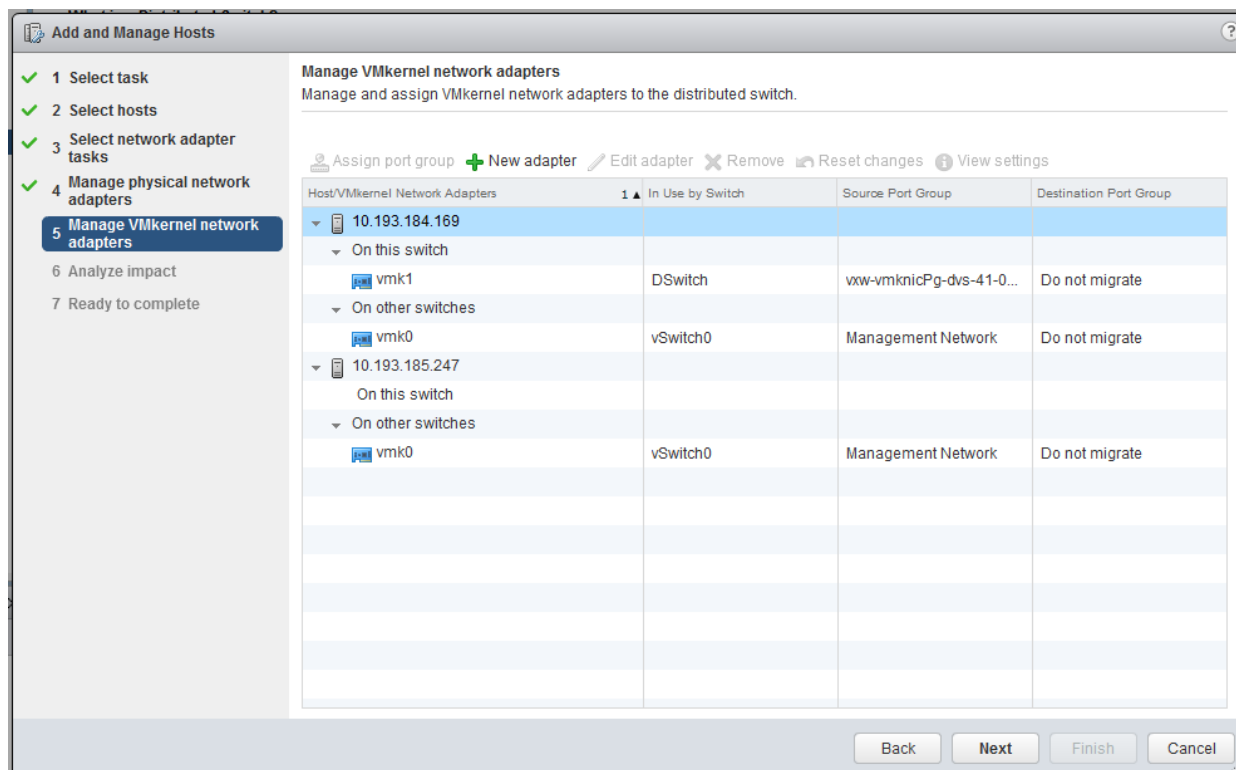 Add and Manage Hosts
1 Select task
2 Select hosts
3 Select network adapter
tasks
4 Manage physical network
adapters
5 Manage VMkernel network
adapters
6 Analyze impact
7 Ready to complete
Manage VMkernel network adapters
Manage and assign VMkernel network adapters to the distributed switch.
Assign port group New adapter Edit adapter Remove Reset changes View settings
Host/VMkernel Network Adapters 1 ▲ In Use by Switch Source Port Group Destination Port Group
10.193.184.169
On this switch
vmk1 DSwitch vxw-vmknicPg-dvs-41-0... Do not migrate
On other switches
vmk0 vSwitch0 Management Network Do not migrate
10.193.185.247
On this switch
On other switches
vmk0 vSwitch0 Management Network Do not migrate
Back Next Finish Cancel